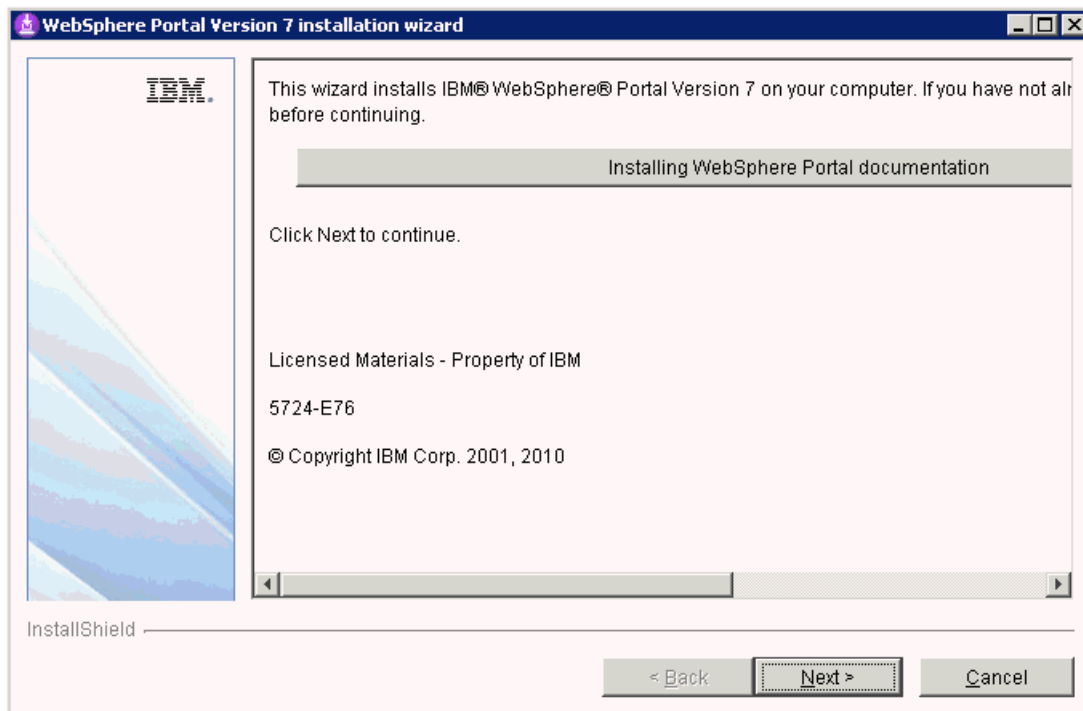 WebSphere Portal Version 7 installation wizard
IBM.
This wizard installs IBM® WebSphere® Portal Version 7 on your computer. If you have not
before continuing.
Installing WebSphere Portal documentation
Click Next to continue.
Licensed Materials - Property of IBM
5724-E76
© Copyright IBM Corp. 2001, 2010
InstallShield
< Back
Next >
Cancel